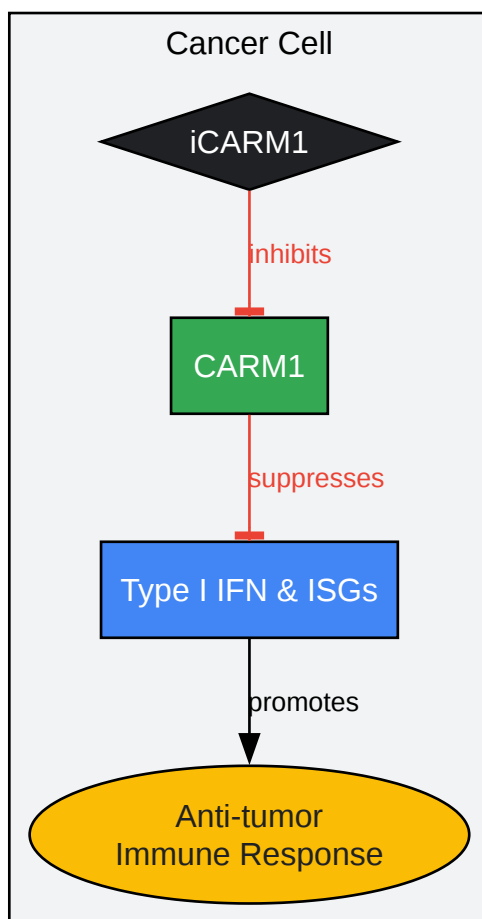 Cancer Cell
iCARM1
inhibits
CARM1
suppresses
Type I IFN & ISGs
promotes
Anti-tumor
Immune Response